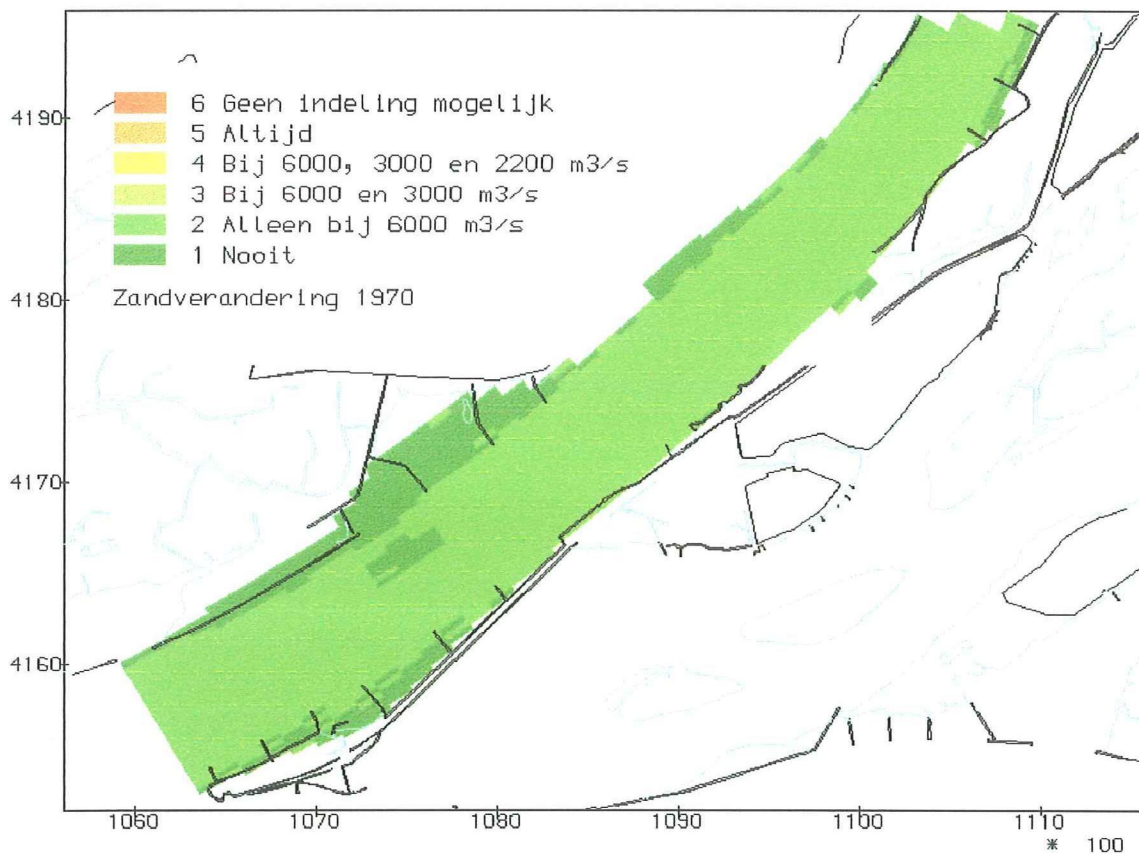 6 Geen indeling mogelijk
5 Altijd
4 Bij 6000, 3000 en 2200 m3/s
3 Bij 6000 en 3000 m3/s
2 Alleen bij 6000 m3/s
1 Nooit
Zandverandering 1970
4190
4180
4170
4160
1060 1070 1080 1090 1100 1110
* 100